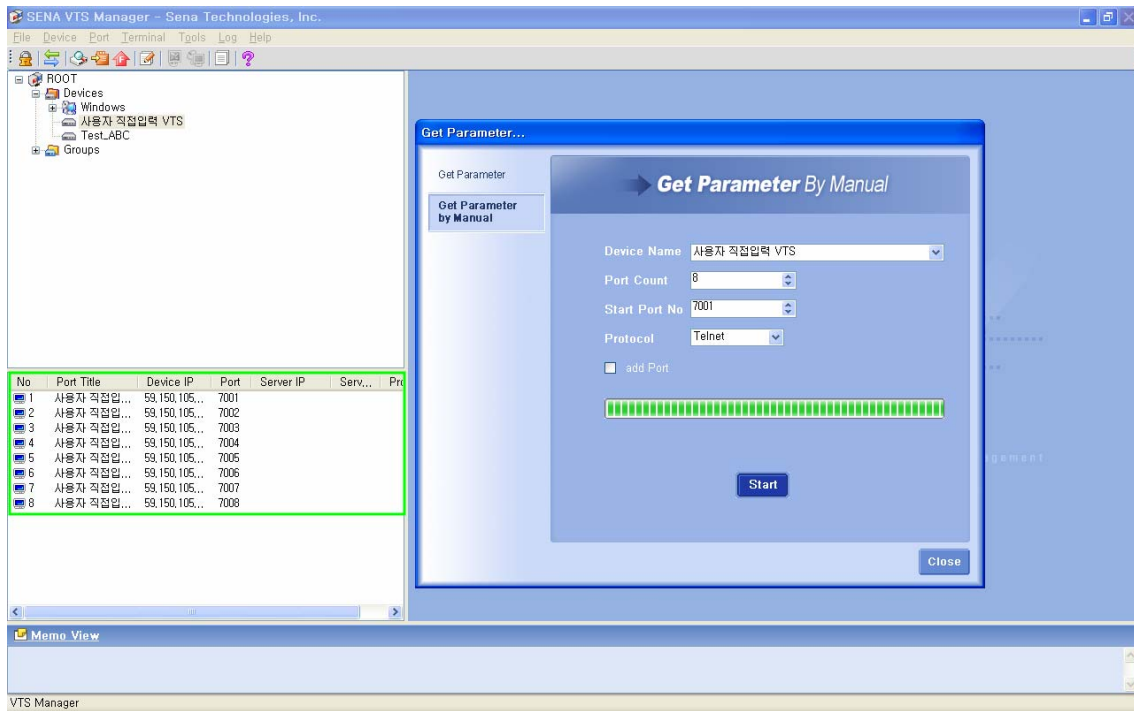 SENA VTS Manager - Sena Technologies, Inc.
File Device Port Terminal Tools Log Help
ROOT
Devices
Windows
사용자 직접입력 VTS
Test_ABC
Groups
Get Parameter...
Get Parameter
Get Parameter by Manual
Get Parameter By Manual
Device Name 사용자 직접입력 VTS
Port Count 8
Start Port No 7001
Protocol Telnet
add Port
Start
Close
No Port Title Device IP Port Server IP Serv... Pro
1 사용자 직접입... 59,150,105,... 7001
2 사용자 직접입... 59,150,105,... 7002
3 사용자 직접입... 59,150,105,... 7003
4 사용자 직접입... 59,150,105,... 7004
5 사용자 직접입... 59,150,105,... 7005
6 사용자 직접입... 59,150,105,... 7006
7 사용자 직접입... 59,150,105,... 7007
8 사용자 직접입... 59,150,105,... 7008
Memo View
VTS Manager